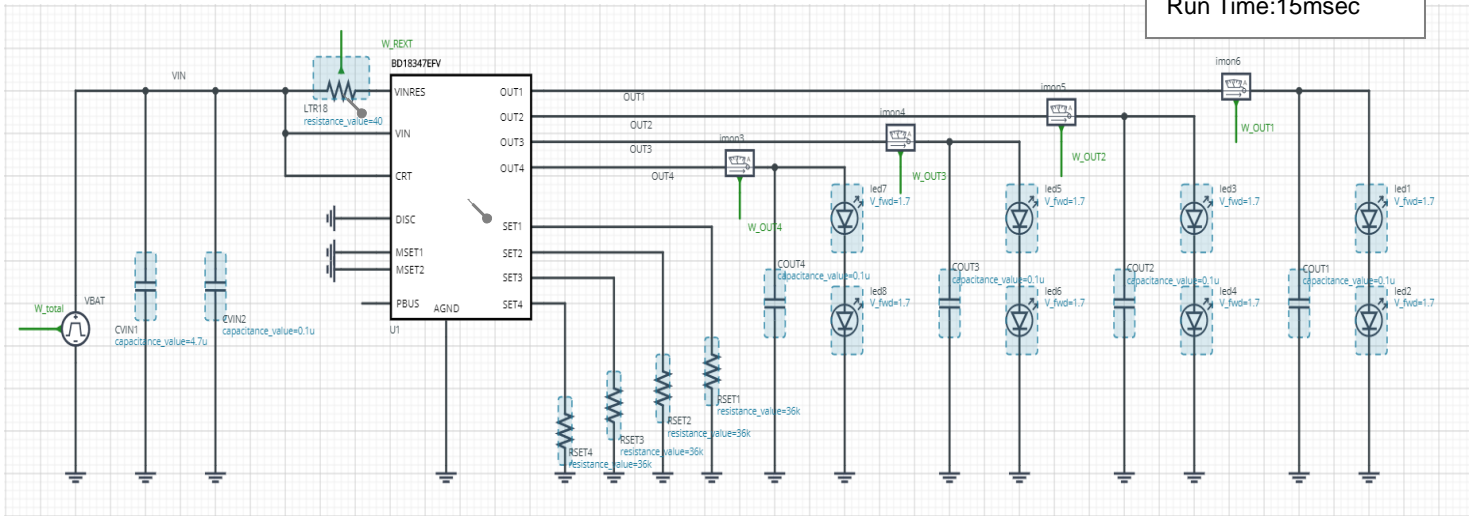 Run Time:15msec
W_REXT
BD18347EFV
imon6
VIN
LTR18
resistance_value=40
VINRES
VIN
CRT
DISC
MSET1
MSET2
PBUS
AGND
U1
OUT1
OUT2
OUT3
OUT4
SET1
SET2
SET3
SET4
OUT1
OUT2
OUT3
OUT4
imon5
imon4
imon3
W_OUT1
W_OUT2
W_OUT3
W_OUT4
led7
V_fwd=1.7
led5
V_fwd=1.7
led3
V_fwd=1.7
led1
V_fwd=1.7
COUT4
capacitance_value=0.1u
COUT3
capacitance_value=0.1u
COUT2
capacitance_value=0.1u
COUT1
capacitance_value=0.1u
led8
V_fwd=1.7
led6
V_fwd=1.7
led4
V_fwd=1.7
led2
V_fwd=1.7
W_total
VBAT
CVIN1
capacitance_value=4.7u
CVIN2
capacitance_value=0.1u
RSET1
resistance_value=36k
RSET2
resistance_value=36k
RSET3
resistance_value=36k
RSET4
resistance_value=36k